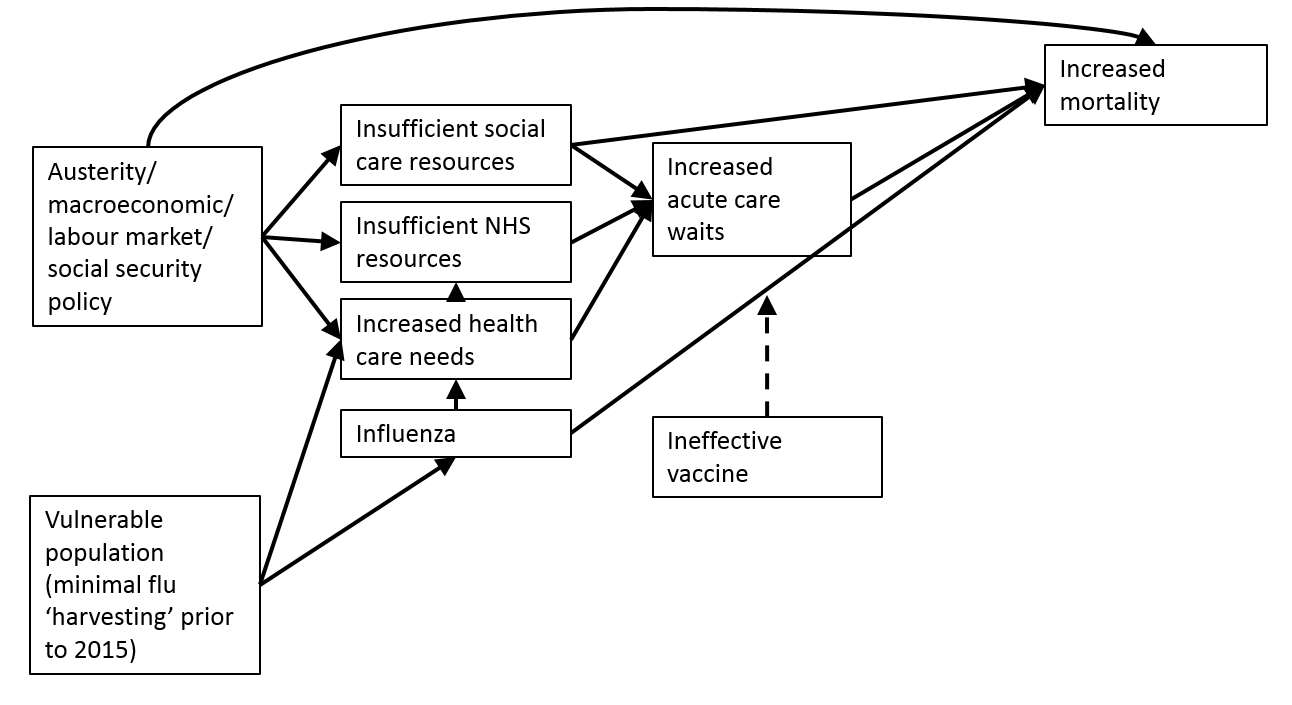 Increased
mortality
Insufficient social
care resources
Austerity/
macroeconomic/
labour market/
social security
policy
Increased
acute care
waits
Insufficient NHS
resources
Increased health
care needs
Influenza
Ineffective
vaccine
Vulnerable
population
(minimal flu
‘harvesting’ prior
to 2015)